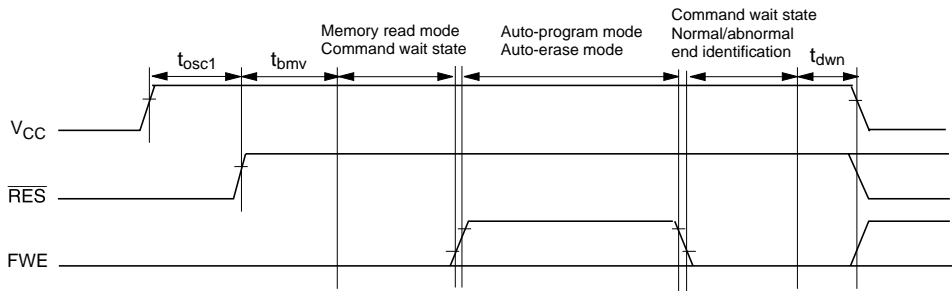 Memory read mode
Command wait state
Auto-program mode
Auto-erase mode
Command wait state
Normal/abnormal
end identification
tosc1
tbmv
tdwn
VCC
RES
FWE